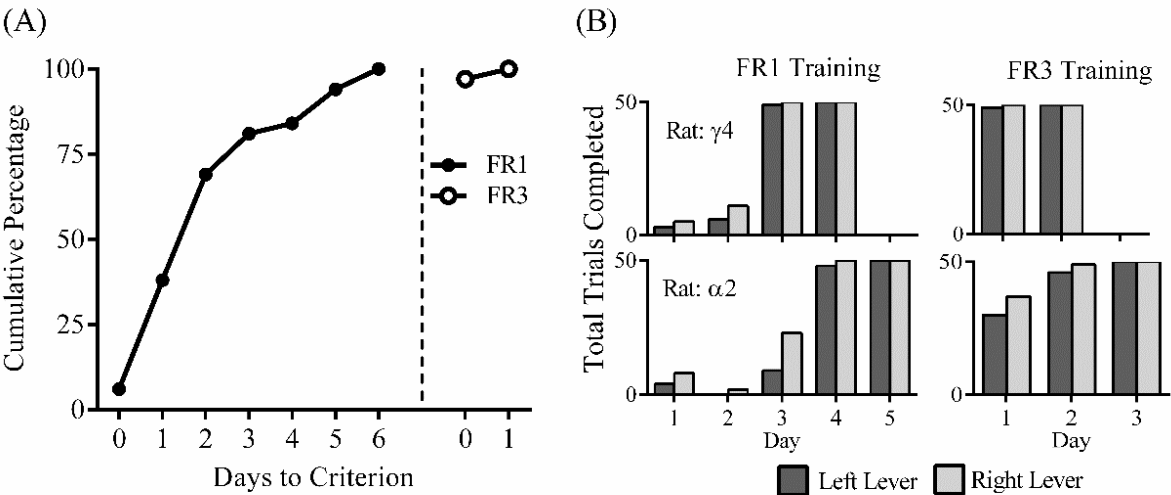 (A)
Cumulative Percentage
100
75
50
25
0
FR1
FR3
0 1 2 3 4 5 6 0 1
Days to Criterion
(B)
FR1 Training FR3 Training
Total Trials Completed
50
0
Rat: γ4
50
0
50
0
Rat: α2
50
0
1 2 3 4 5
Day
1 2 3
Day
Left Lever Right Lever